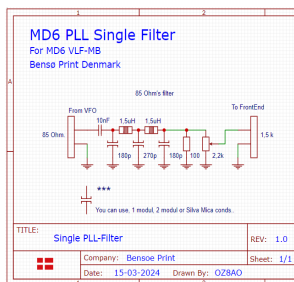 1
2
MD6 PLL Single Filter
For MD6 VLF-MB
Bensø Print Denmark
A
85 Ohm's filter
From VFO
To FrontEnd
10nF
1,5uH
1,5uH
85 Ohm.
1,5 k
180p
270p
180p
100
2,2k
***
You can use, 1 modul, 2 modul or Silva Mica conds..
TITLE:
Single PLL-Filter
REV: 1.0
Company: Bensoe Print
Sheet: 1/1
Date: 15-03-2024
Drawn By: OZ8AO